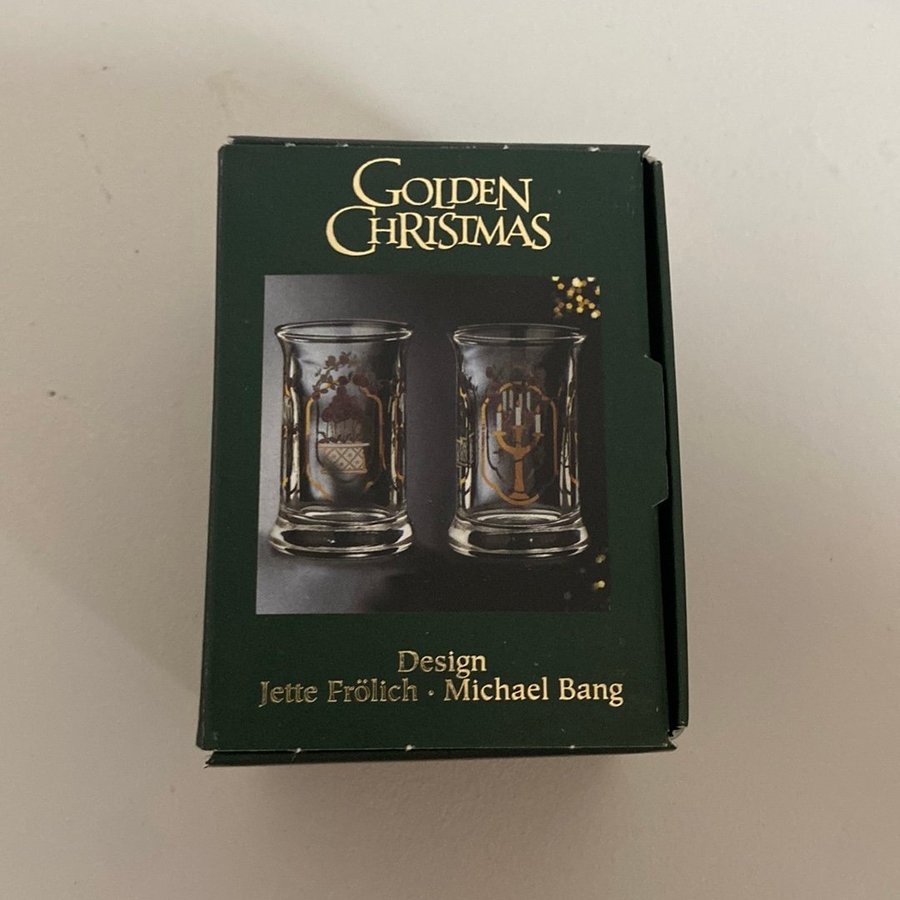 GOLDEN
CHRISTMAS
Design
Jette Frölich · Michael Bang